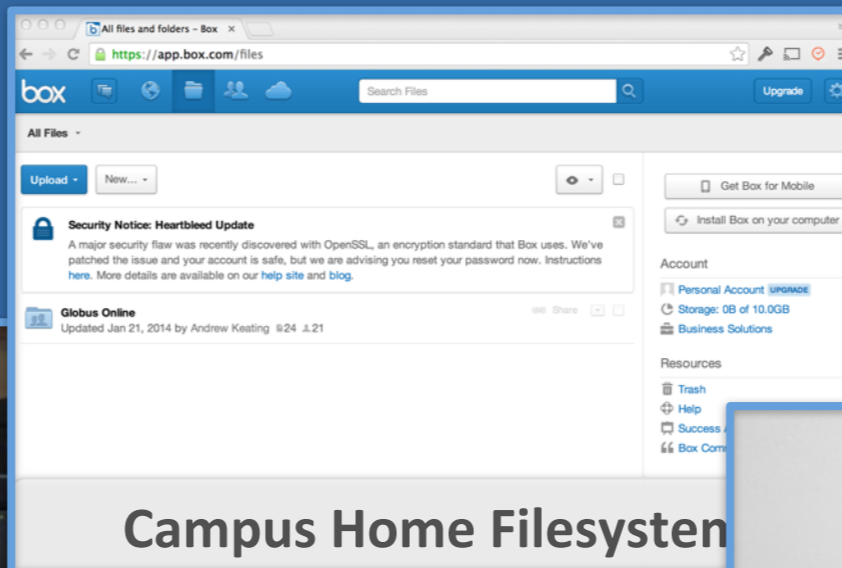 All files and folders – Box ×
https://app.box.com/files
box
Search Files
Upgrade
All Files
Upload
New...
Get Box for Mobile
Install Box on your computer
Security Notice: Heartbleed Update
A major security flaw was recently discovered with OpenSSL, an encryption standard that Box uses. We've
patched the issue and your account is safe, but we are advising you reset your password now. Instructions
here. More details are available on our help site and blog.
Globus Online
Updated Jan 21, 2014 by Andrew Keating 24 21
Share
Account
Personal Account UPGRADE
Storage: 0B of 10.0GB
Business Solutions
Resources
Trash
Help
Success
Box
Campus Home